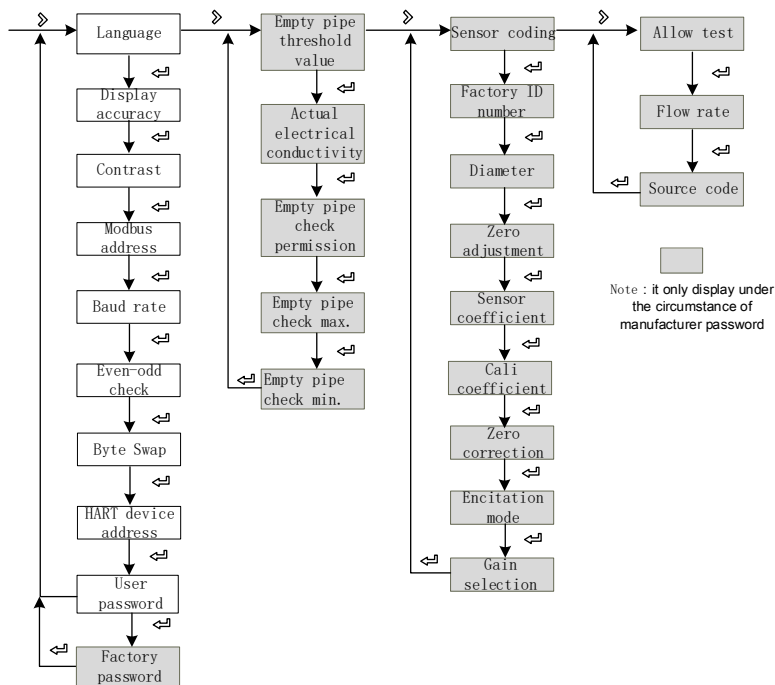 Language
Display
accuracy
Contrast
Modbus
address
Baud rate
Even-odd
check
Byte Swap
HART device
address
User
password
Factory
password
Empty pipe
threshold
value
Actual
electrical
conductivity
Empty pipe
check
permission
Empty pipe
check max.
Empty pipe
check min.
Sensor coding
Factory ID
number
Diameter
Zero
adjustment
Sensor
coefficient
Cali
coefficient
Zero
correction
Encitation
mode
Gain
selection
Allow test
Flow rate
Source code
Note : it only display under
the circumstance of
manufacturer password